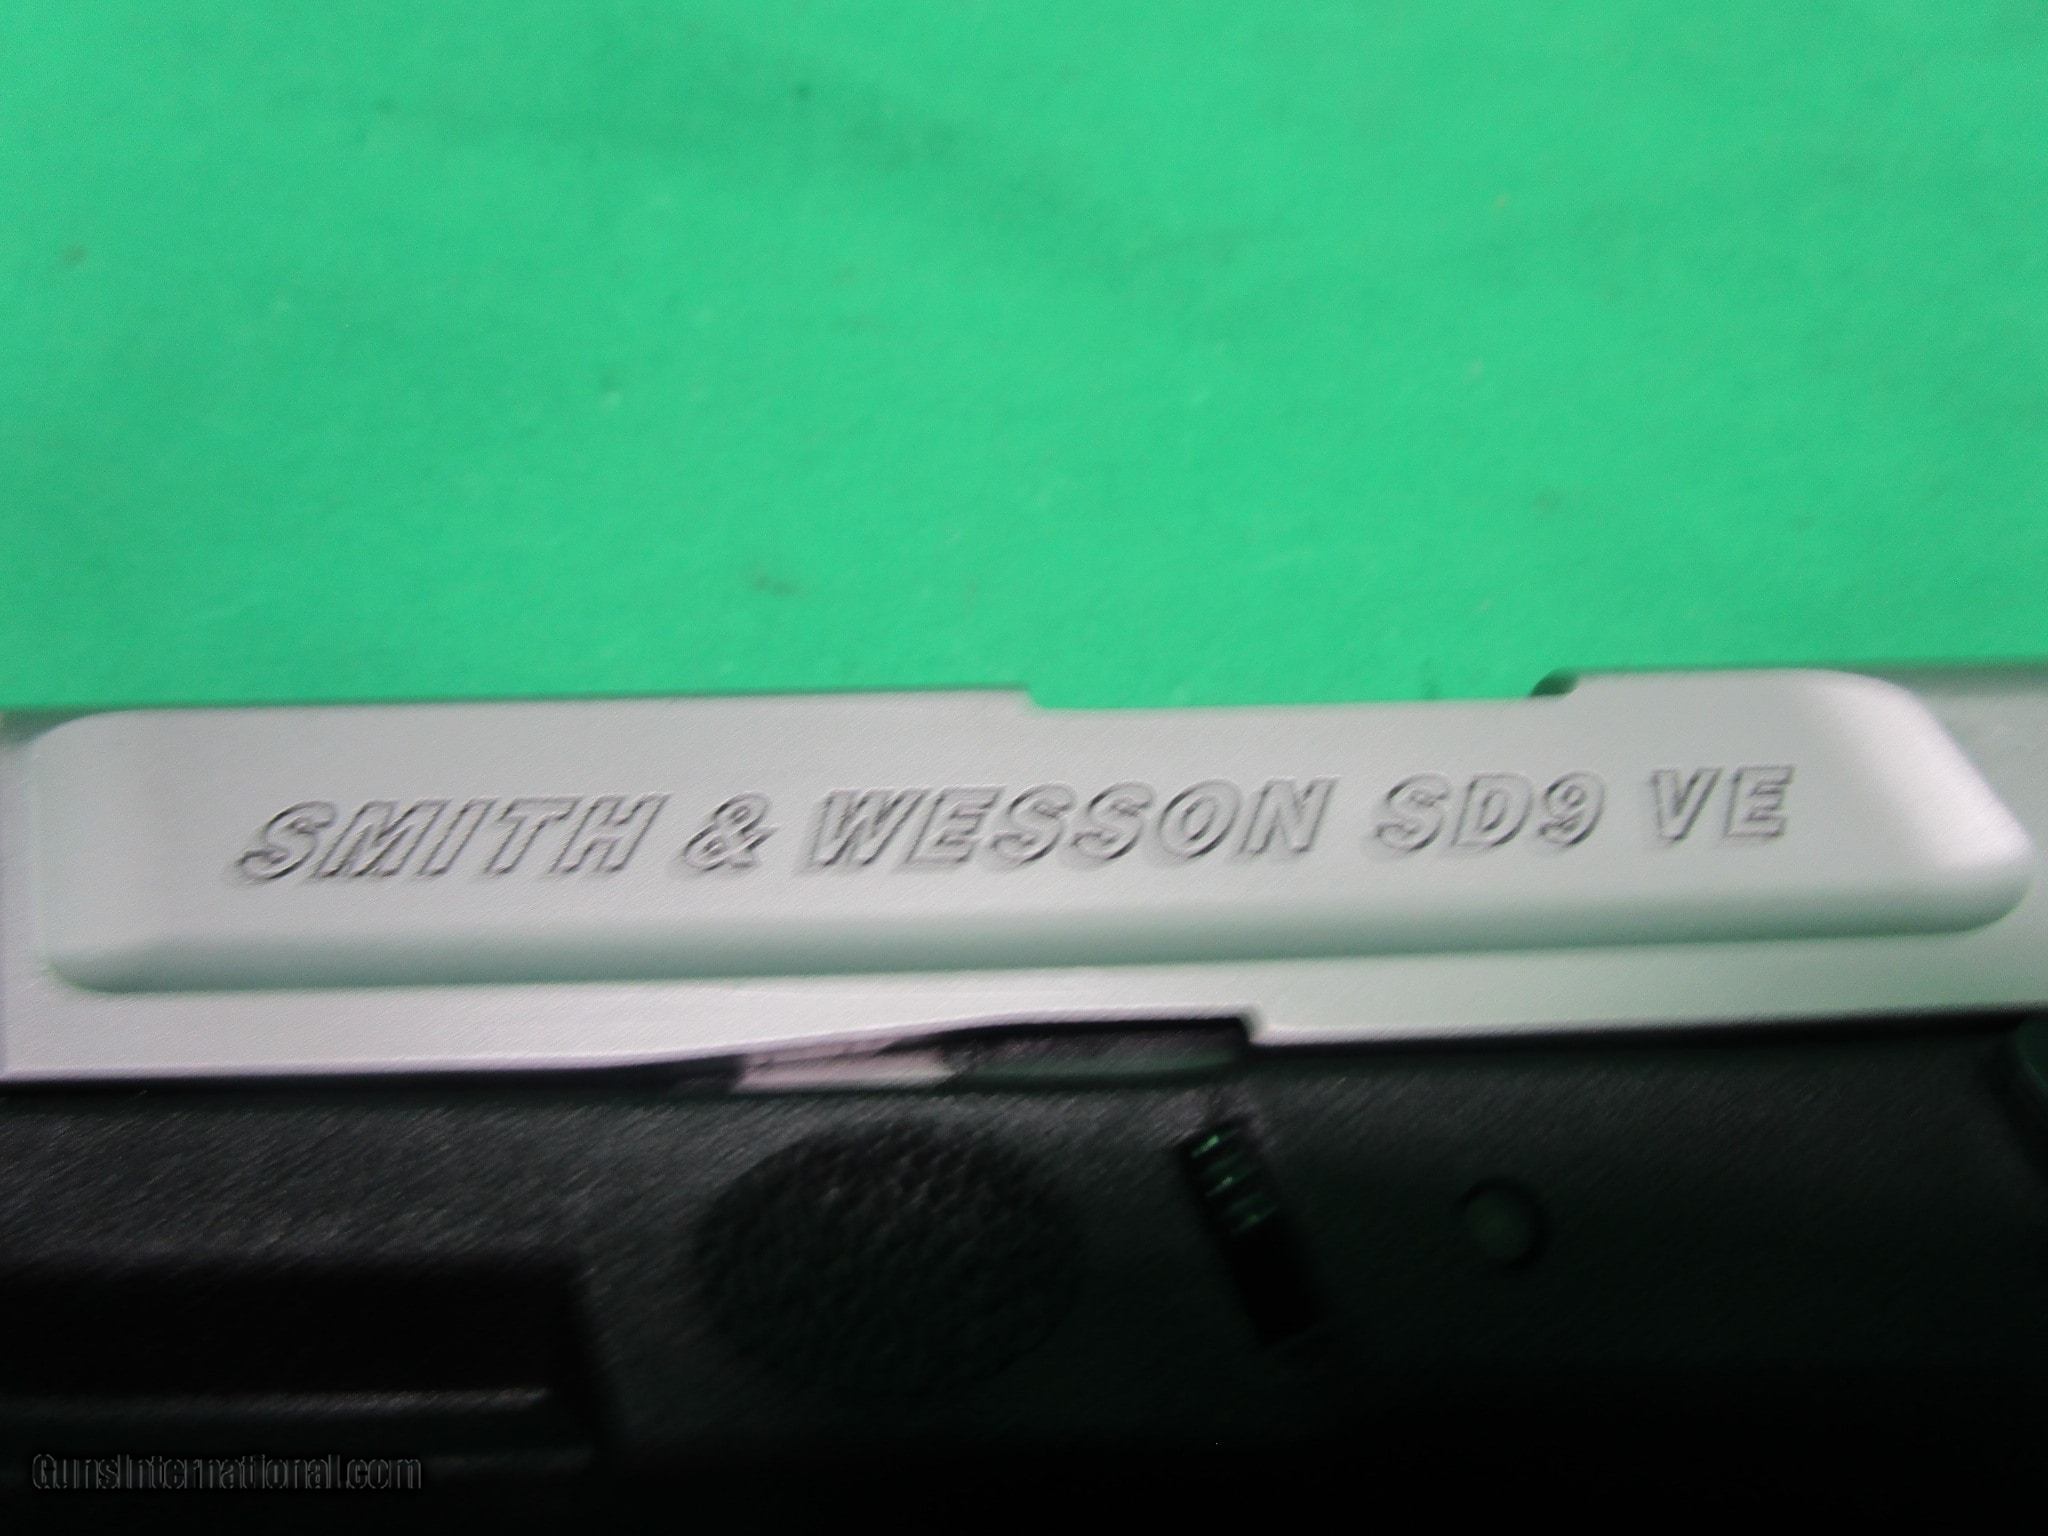 SMITH & WESSON SD9 VE
GunsInternational.com